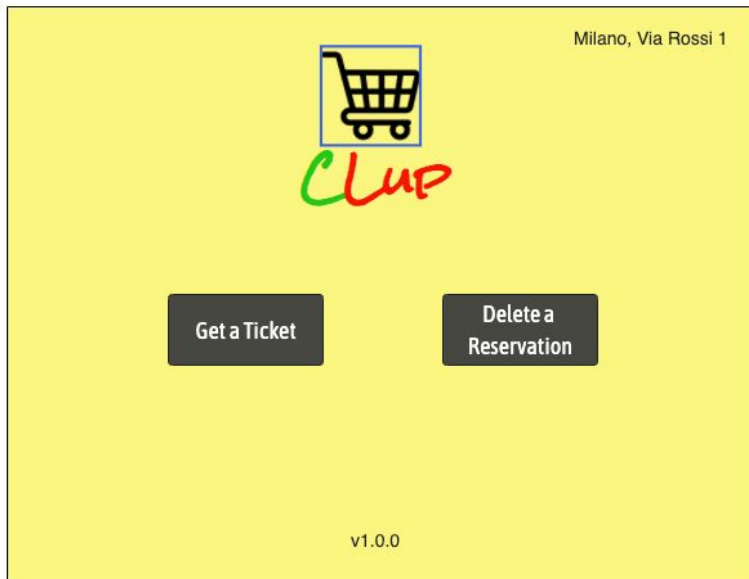 Milano, Via Rossi 1
CLup
Get a Ticket
Delete a
Reservation
v1.0.0